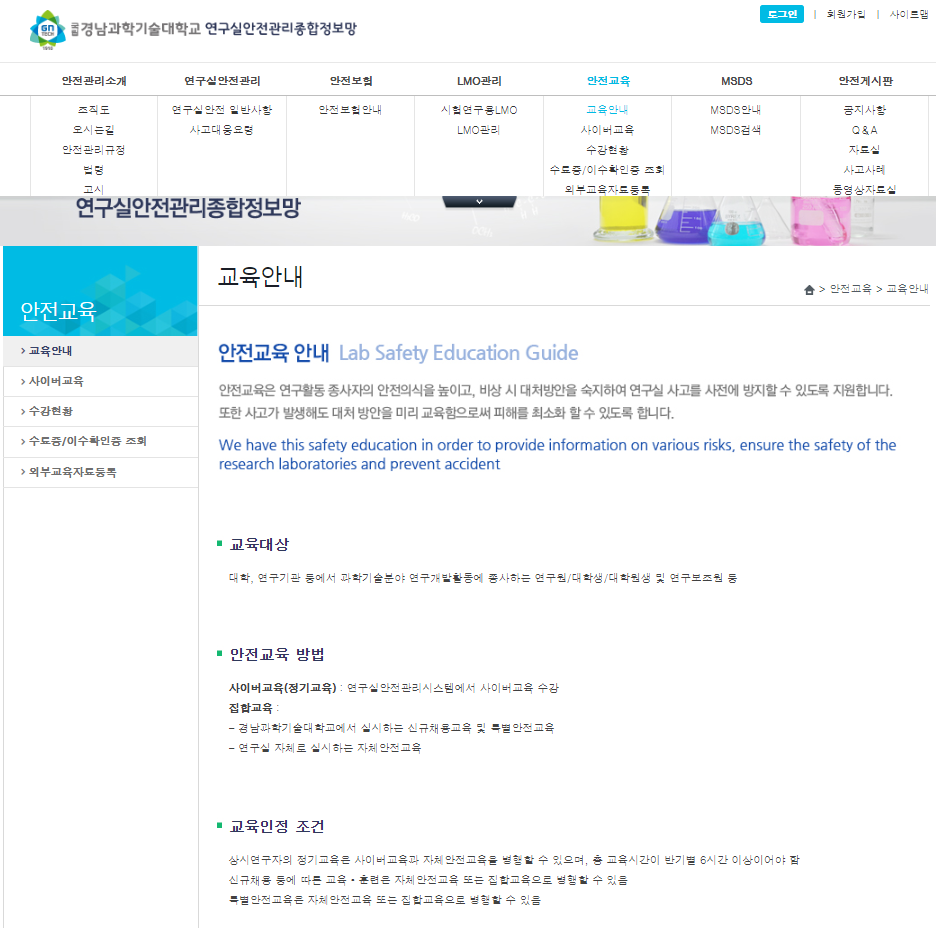 로그인 | 회원가입 | 사이트맵
GN TECH 1910
국립 경남과학기술대학교 연구실안전관리종합정보망
안전관리소개 연구실안전관리 안전보험 LMO관리 안전교육 MSDS 안전게시판
조직도 연구실안전 일반사항 안전보험안내 시험연구용LMO 교육안내 MSDS안내 공지사항
오시는길 사고대응요령 LMO관리 사이버교육 MSDS검색 Q&A
안전관리규정 수강현황 자료실
법령 수료증/이수확인증 조회 사고사례
고시 외부교육자료등록 동영상자료실
연구실안전관리종합정보망
안전교육
› 교육안내
› 사이버교육
› 수강현황
› 수료증/이수확인증 조회
› 외부교육자료등록
교육안내
> 안전교육 > 교육안내
안전교육 안내 Lab Safety Education Guide
안전교육은 연구활동 종사자의 안전의식을 높이고, 비상 시 대처방안을 숙지하여 연구실 사고를 사전에 방지할 수 있도록 지원합니다.
또한 사고가 발생해도 대처 방안을 미리 교육함으로써 피해를 최소화 할 수 있도록 합니다.
We have this safety education in order to provide information on various risks, ensure the safety of the
research laboratories and prevent accident
교육대상
대학, 연구기관 등에서 과학기술분야 연구개발활동에 종사하는 연구원/대학생/대학원생 및 연구보조원 등
안전교육 방법
사이버교육(정기교육) : 연구실안전관리시스템에서 사이버교육 수강
집합교육 :
– 경남과학기술대학교에서 실시하는 신규채용교육 및 특별안전교육
– 연구실 자체로 실시하는 자체안전교육
교육인정 조건
상시연구자의 정기교육은 사이버교육과 자체안전교육을 병행할 수 있으며, 총 교육시간이 반기별 6시간 이상이어야 함
신규채용 등에 따른 교육 • 훈련은 자체안전교육 또는 집합교육으로 병행할 수 있음
특별안전교육은 자체안전교육 또는 집합교육으로 병행할 수 있음